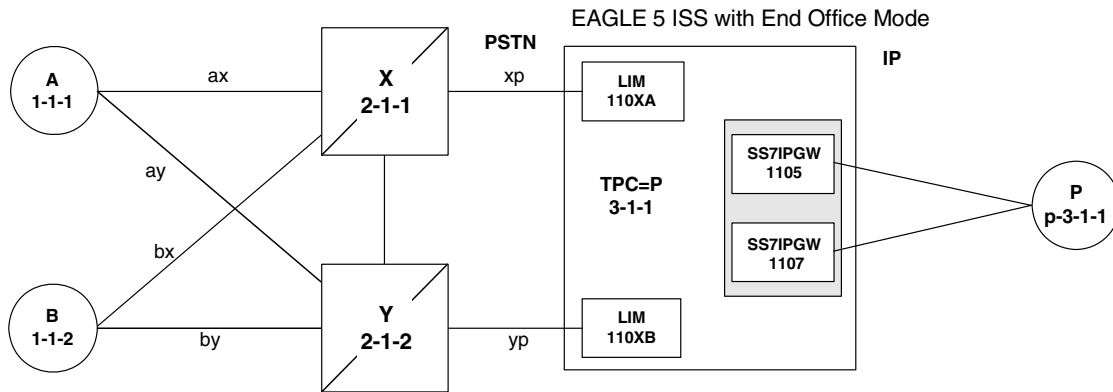 EAGLE 5 ISS with End Office Mode
PSTN
IP
A
1-1-1
ax
X
2-1-1
xp
LIM
110XA
ay
SS7IPGW
1105
TPC=P
3-1-1
P
p-3-1-1
bx
SS7IPGW
1107
B
1-1-2
by
Y
2-1-2
yp
LIM
110XB